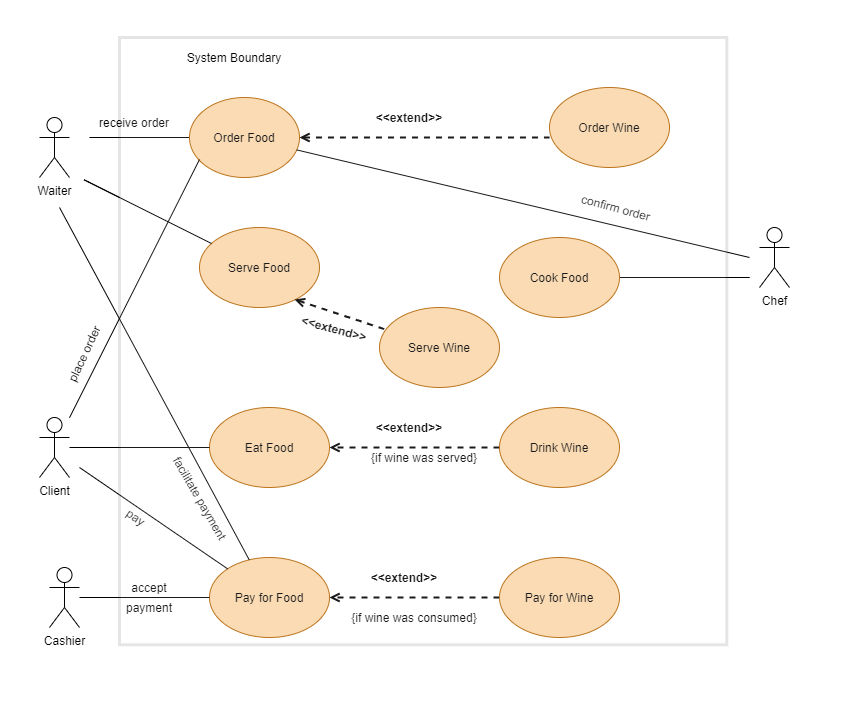 System Boundary
receive order
Order Food
<<extend>>
Order Wine
Waiter
confirm order
Serve Food
Cook Food
Chef
<<extend>>
Serve Wine
place order
Eat Food
<<extend>>
{if wine was served}
Drink Wine
Client
facilitate payment
pay
accept
payment
Pay for Food
<<extend>>
{if wine was consumed}
Pay for Wine
Cashier